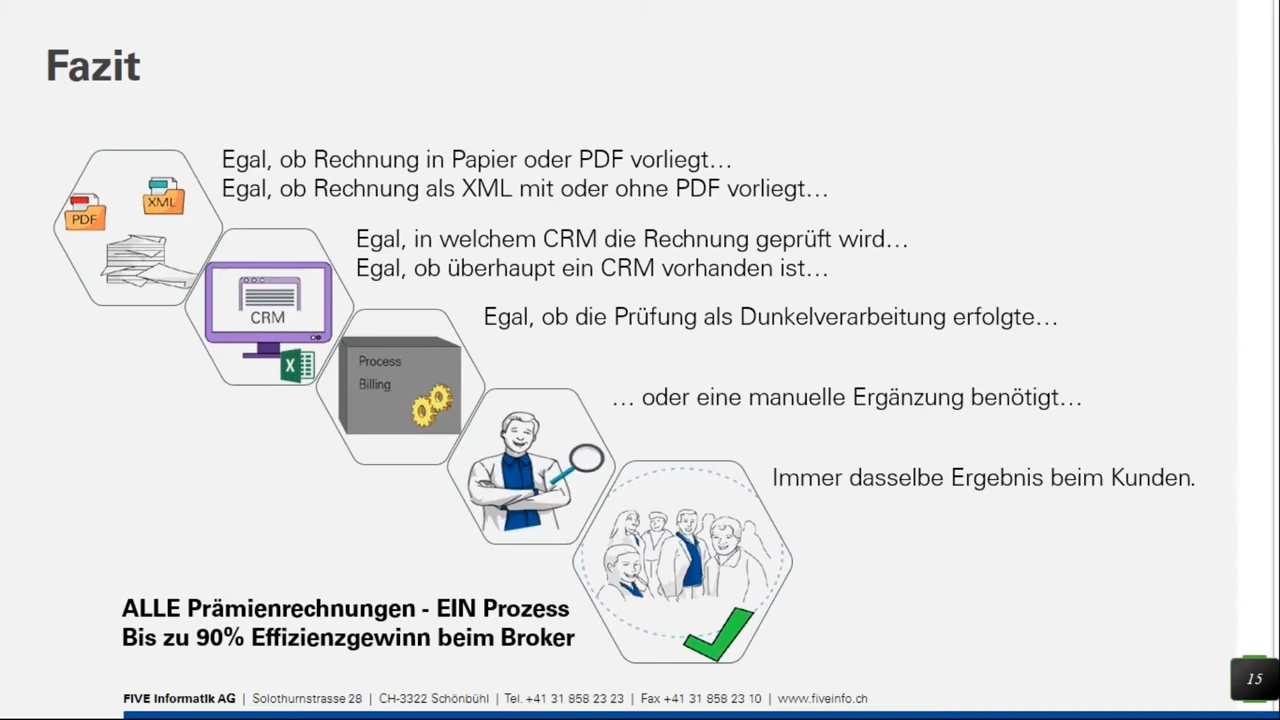 Fazit
Egal, ob Rechnung in Papier oder PDF vorliegt…
Egal, ob Rechnung als XML mit oder ohne PDF vorliegt…
PDF
XML
Egal, in welchem CRM die Rechnung geprüft wird…
Egal, ob überhaupt ein CRM vorhanden ist…
CRM
X
Egal, ob die Prüfung als Dunkelverarbeitung erfolgte…
Process
Billing
… oder eine manuelle Ergänzung benötigt…
Immer dasselbe Ergebnis beim Kunden.
ALLE Prämienrechnungen - EIN Prozess
Bis zu 90% Effizienzgewinn beim Broker
FIVE Informatik AG | Solothurnstrasse 28 | CH-3322 Schönbühl | Tel. +41 31 858 23 23 | Fax +41 31 858 23 10 | www.fiveinfo.ch
15